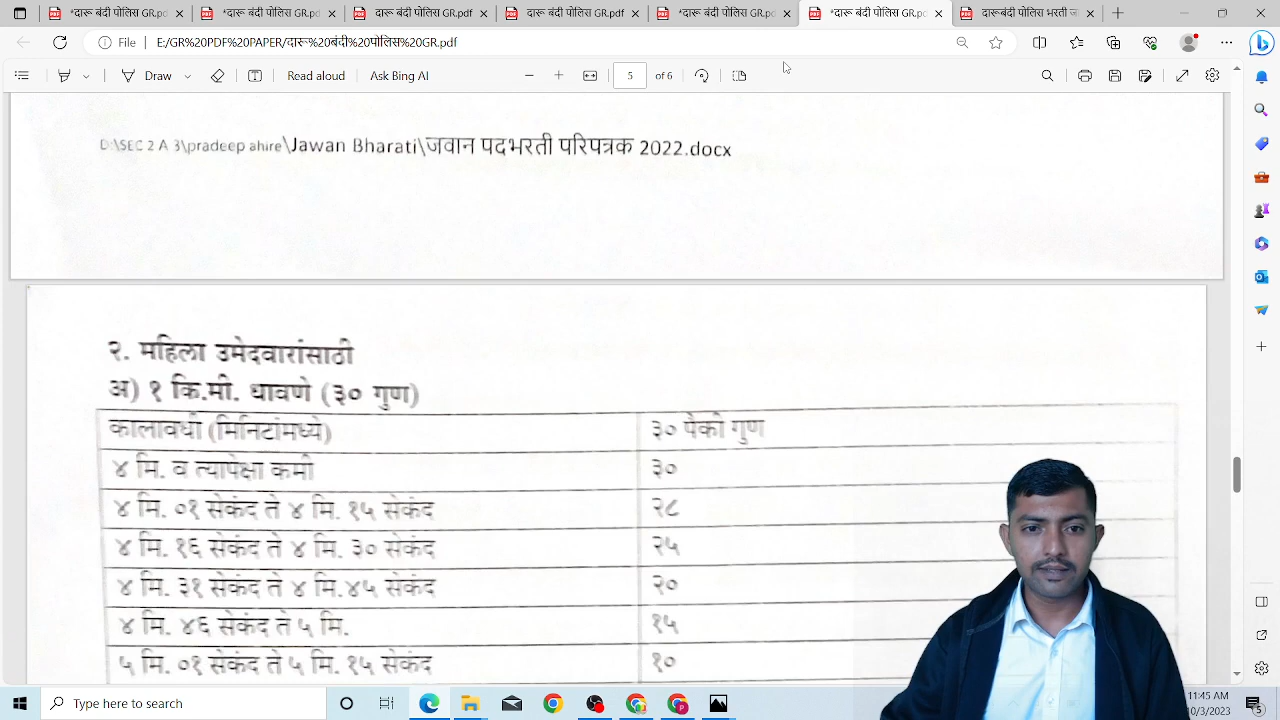 *दारू बंदी पोलिस GR.pdf
*दारू बंदी पोलिस GR.pdf
*दारू बंदी पोलिस GR.pdf
*दारू बंदी पोलिस GR.pdf
*दारू बंदी पोलिस GR.pdf
*दारू बंदी पोलिस GR.pdf
दारूबंदी पोलिस भरती
File E:/GR%20PDF%20PAPER/दारू%20बंदी%20पोलिस%20GR.pdf
Draw Read aloud Ask Bing AI 5 of 6
D:\SEC 2 A 3\pradeep ahire\Jawan Bharati\जवान पदभरती परिपत्रक 2022.docx
२. महिला उमेदवारांसाठी
अ) १ कि.मी. धावणे (३० गुण)
कालावधी (मिनिटांमध्ये) ३० पैकी गुण
४ मि. व त्यापेक्षा कमी ३०
४ मि. ०१ सेकंद ते ४ मि. १५ सेकंद २८
४ मि. १६ सेकंद ते ४ मि. ३० सेकंद २५
४ मि. ३१ सेकंद ते ४ मि.४५ सेकंद २०
४ मि. ४६ सेकंद ते ५ मि. १५
५ मि. ०१ सेकंद ते ५ मि. १५ सेकंद १०
Type here to search
11:45 AM
10/3/2023